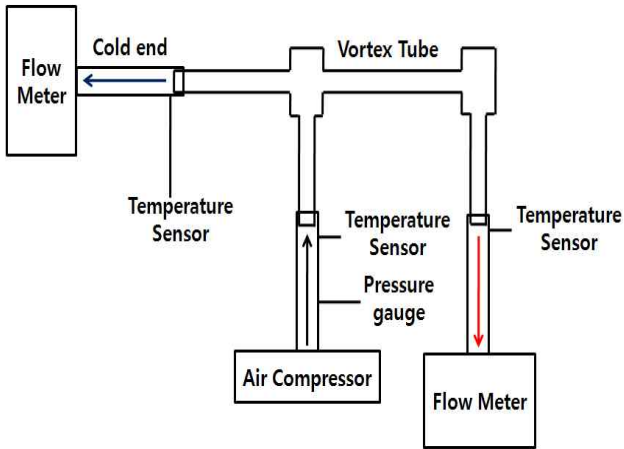 Cold end
Vortex Tube
Flow
Meter
Temperature
Sensor
Temperature
Sensor
Temperature
Sensor
Pressure
gauge
Air Compressor
Flow Meter